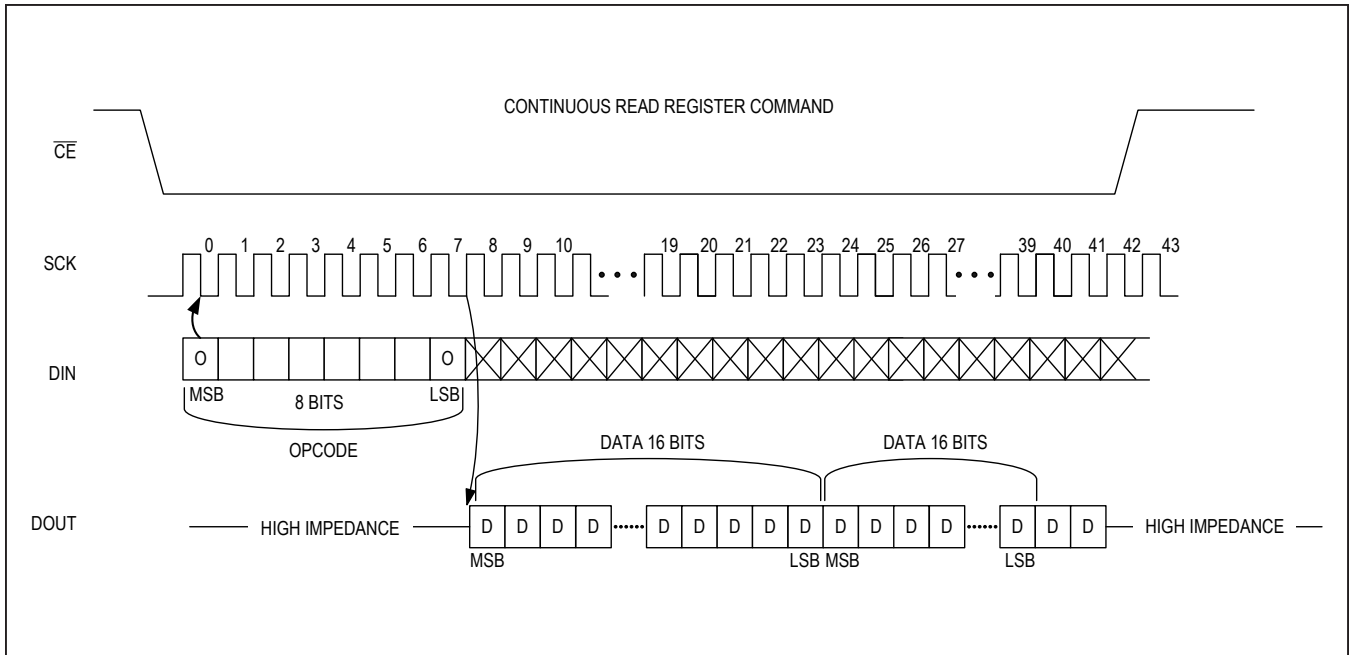 CONTINUOUS READ REGISTER COMMAND
CE
SCK
0 1 2 3 4 5 6 7 8 9 10 19 20 21 22 23 24 25 26 27 39 40 41 42 43
DIN
O O
MSB 8 BITS LSB
OPCODE
DATA 16 BITS DATA 16 BITS
DOUT
HIGH IMPEDANCE D D D D D D D D D D D D D D D D HIGH IMPEDANCE
MSB LSB MSB LSB